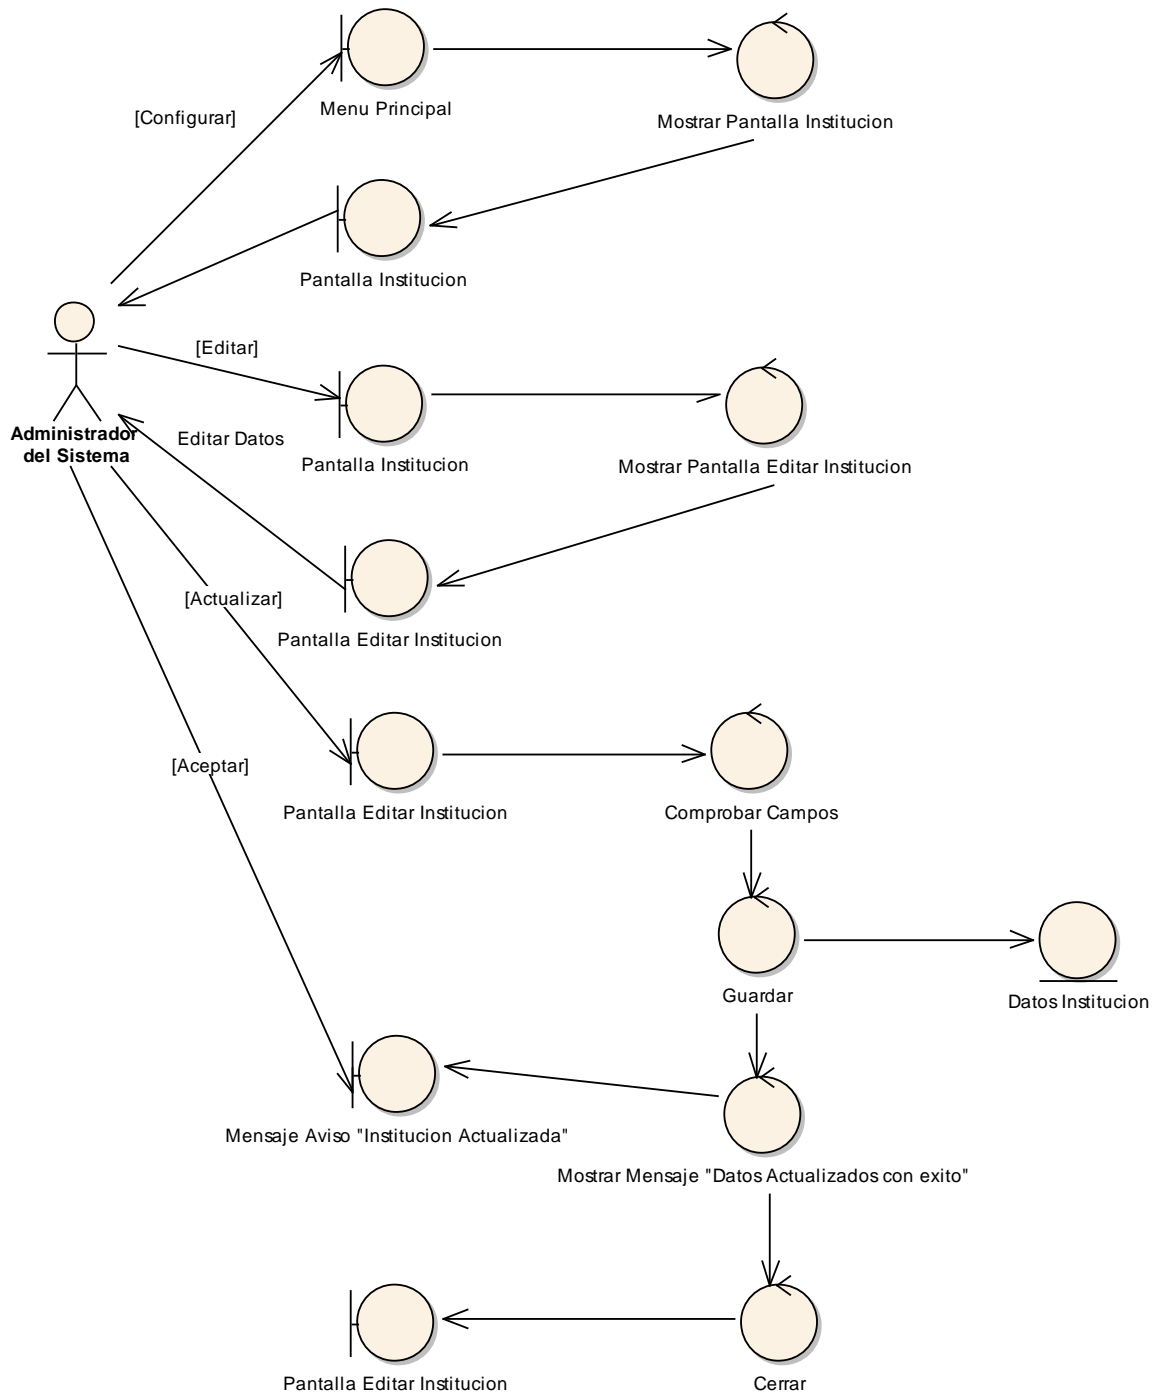 Menu Principal
[Configurar]
Mostrar Pantalla Institucion
Pantalla Institucion
[Editar]
Administrador
del Sistema
Editar Datos
Pantalla Institucion
Mostrar Pantalla Editar Institucion
[Actualizar]
Pantalla Editar Institucion
[Aceptar]
Pantalla Editar Institucion
Comprobar Campos
Guardar
Datos Institucion
Mensaje Aviso "Institucion Actualizada"
Mostrar Mensaje "Datos Actualizados con exito"
Pantalla Editar Institucion
Cerrar